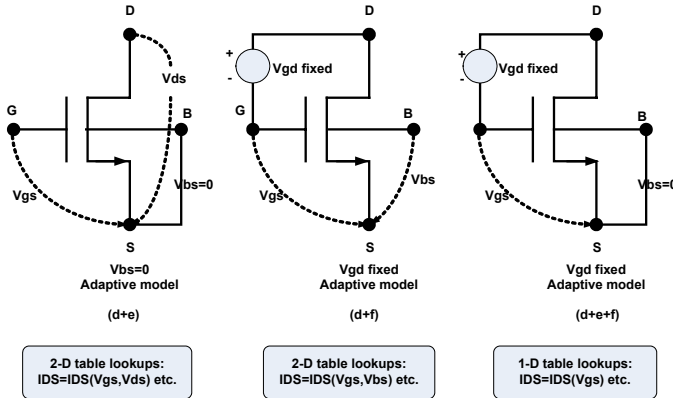 D
Vds
G
B
Vgs
Vbs=0
S
Vbs=0
Adaptive model
(d+e)
2-D table lookups:
IDS=IDS(Vgs,Vds) etc.
D
+
-
Vgd fixed
G
B
Vgs
Vbs
S
Vgd fixed
Adaptive model
(d+f)
2-D table lookups:
IDS=IDS(Vgs,Vbs) etc.
D
+
-
Vgd fixed
G
B
Vgs
Vbs=0
S
Vgd fixed
Adaptive model
(d+e+f)
1-D table lookups:
IDS=IDS(Vgs) etc.